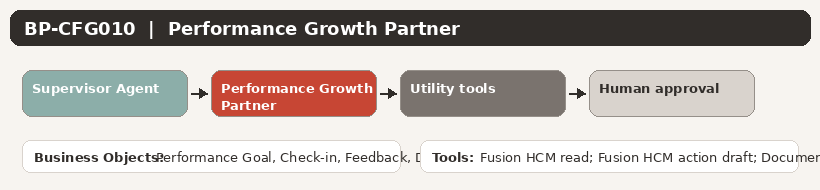 BP-CFG010 | Performance Growth Partner
Supervisor Agent
Performance Growth
Partner
Utility tools
Human approval
Business Objects: Performance Goal, Check-in, Feedback,
Tools: Fusion HCM read; Fusion HCM action draft;